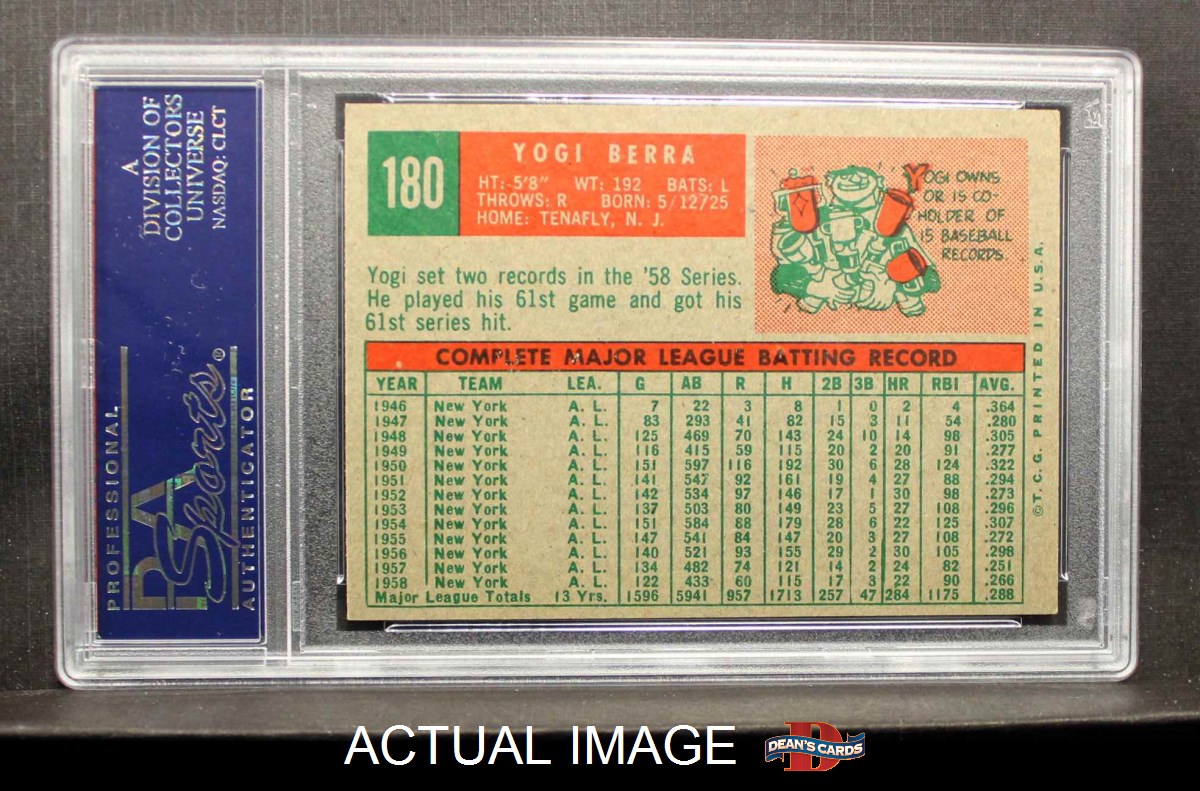 A
DIVISION OF
COLLECTORS
UNIVERSE
NASDAQ: CLCT
PROFESSIONAL
PSA
Sports®
AUTHENTICATOR
180
YOGI BERRA
HT: 5'8" WT: 192 BATS: L
THROWS: R BORN: 5/12/25
HOME: TENAFLY, N. J.
YOGI OWNS
OR IS CO-
HOLDER OF
15 BASEBALL
RECORDS.
Yogi set two records in the '58 Series.
He played his 61st game and got his
61st series hit.
COMPLETE MAJOR LEAGUE BATTING RECORD
YEAR TEAM LEA. G AB R H 2B 3B HR RBI AVG.
1946 New York A. L. 7 22 3 8 1 0 2 4 .364
1947 New York A. L. 83 293 41 82 15 3 11 54 .280
1948 New York A. L. 125 469 70 143 24 10 14 98 .305
1949 New York A. L. 116 415 59 115 20 2 20 91 .277
1950 New York A. L. 151 597 116 192 30 6 28 124 .322
1951 New York A. L. 141 547 92 161 19 4 27 88 .294
1952 New York A. L. 142 534 97 146 17 1 30 98 .273
1953 New York A. L. 137 503 80 149 23 5 27 108 .296
1954 New York A. L. 151 584 88 179 28 6 22 125 .307
1955 New York A. L. 147 541 84 147 20 3 27 108 .272
1956 New York A. L. 140 521 93 155 29 2 30 105 .298
1957 New York A. L. 134 482 74 121 14 2 24 82 .251
1958 New York A. L. 122 433 60 115 17 3 22 90 .266
Major League Totals 13 Yrs. 1596 5941 957 1713 257 47 284 1175 .288
©T. C. G. PRINTED IN U.S.A.
ACTUAL IMAGE
D
DEAN'S CARDS